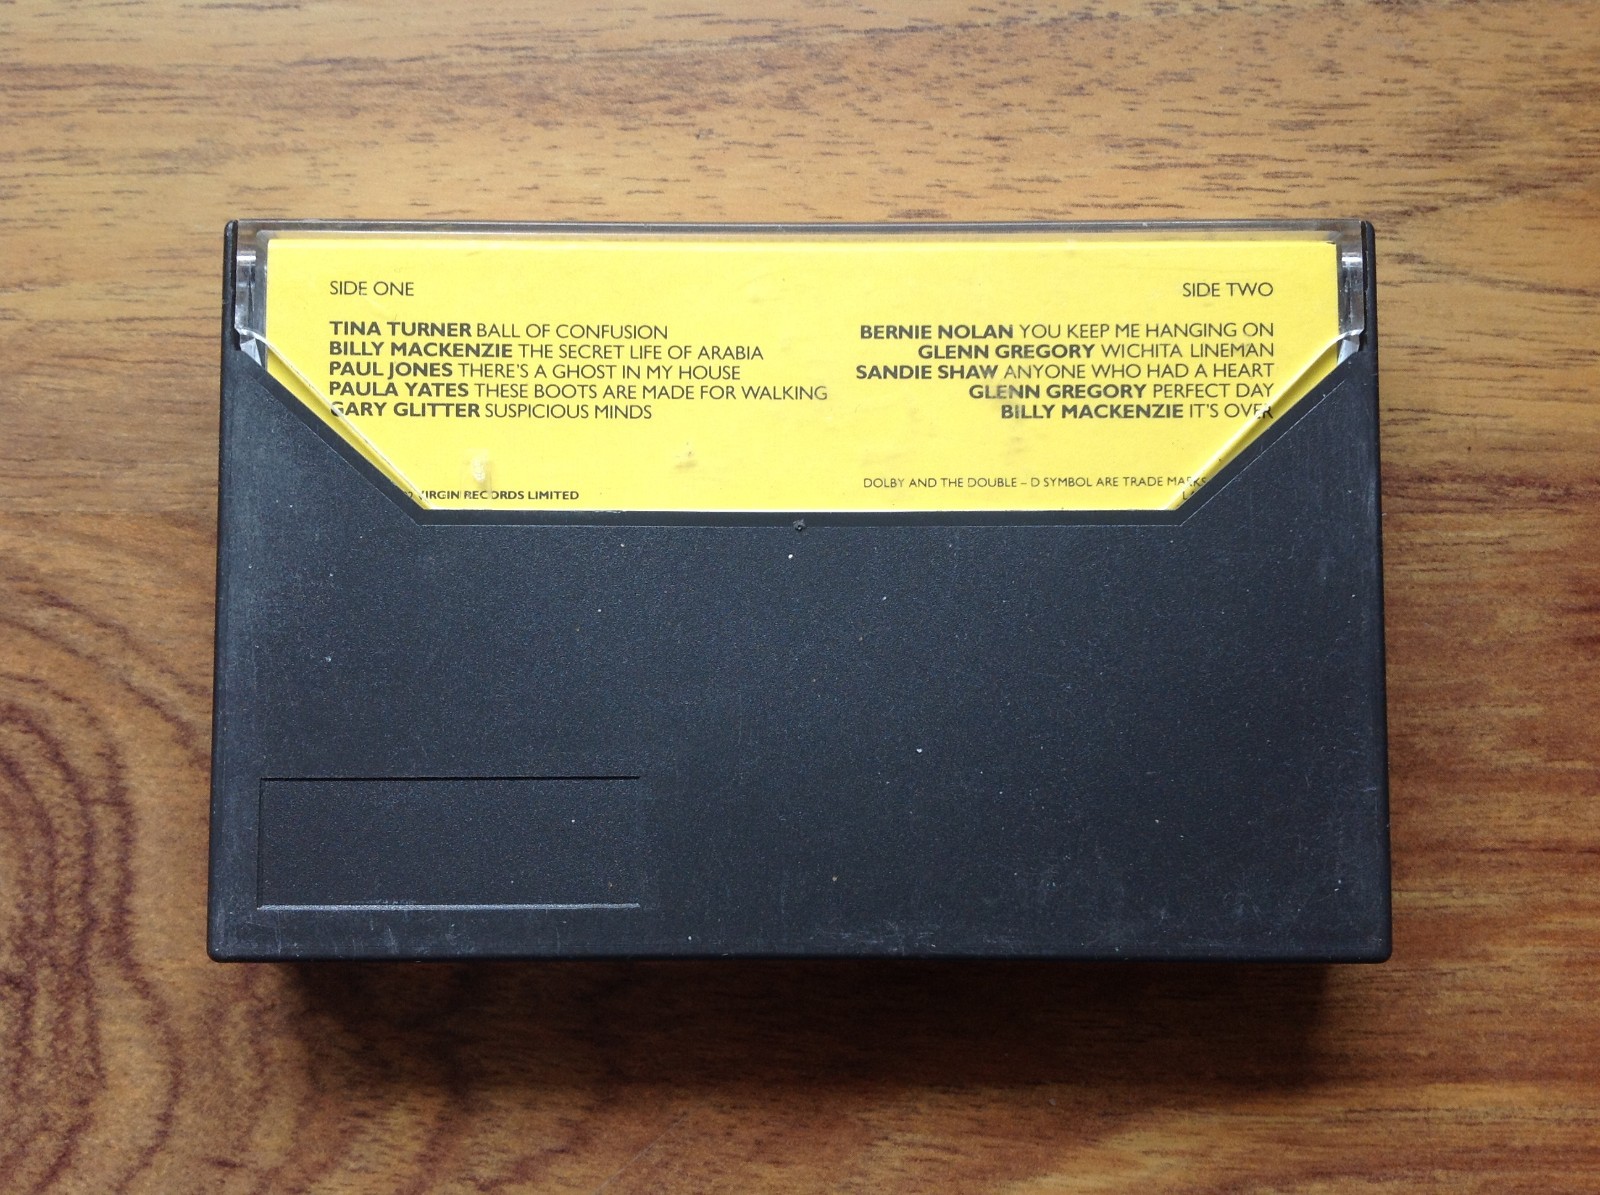 SIDE ONE
TINA TURNER BALL OF CONFUSION
BILLY MACKENZIE THE SECRET LIFE OF ARABIA
PAUL JONES THERE'S A GHOST IN MY HOUSE
PAULA YATES THESE BOOTS ARE MADE FOR WALKING
GARY GLITTER SUSPICIOUS MINDS
VIRGIN RECORDS LIMITED
SIDE TWO
BERNIE NOLAN YOU KEEP ME HANGING ON
GLENN GREGORY WICHITA LINEMAN
SANDIE SHAW ANYONE WHO HAD A HEART
GLENN GREGORY PERFECT DAY
BILLY MACKENZIE IT'S OVER
DOLBY AND THE DOUBLE – D SYMBOL ARE TRADE MARKS